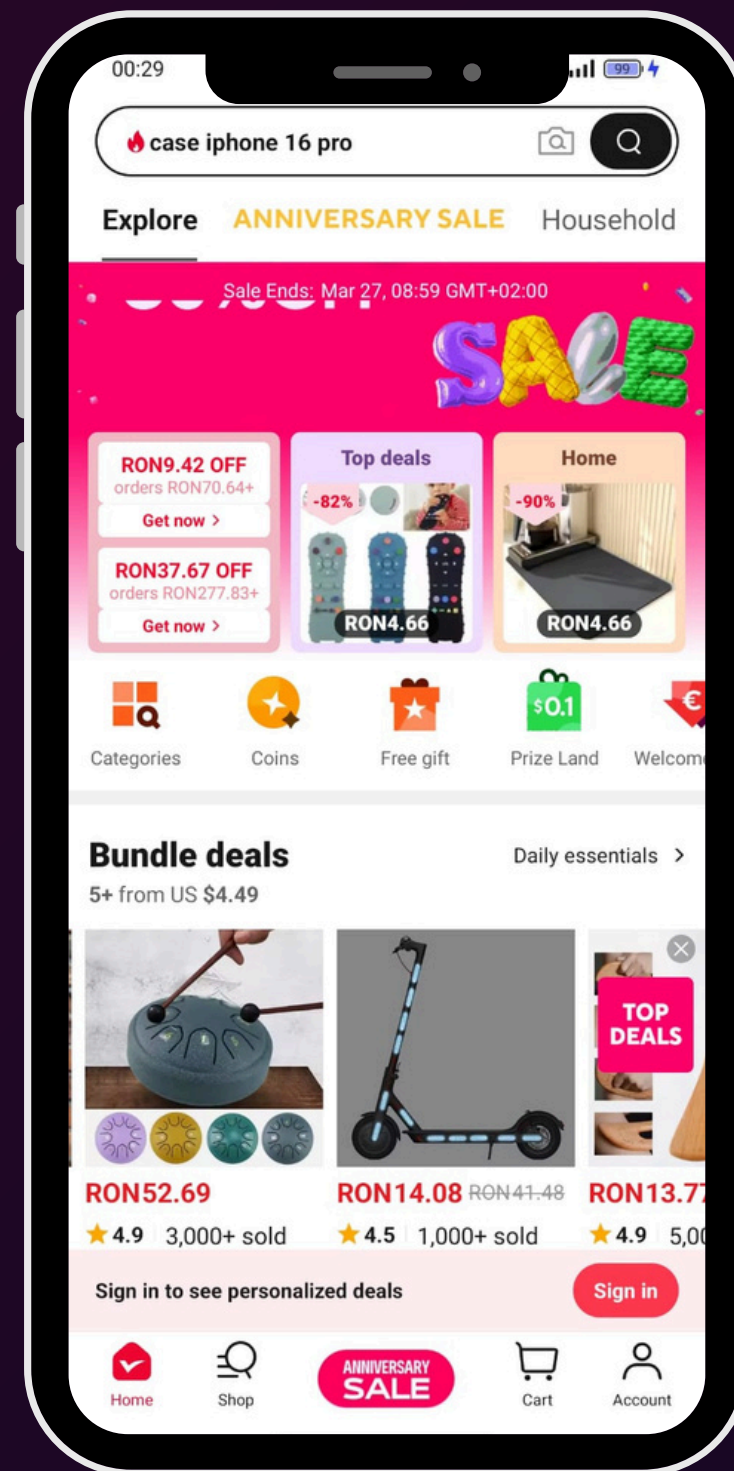 00:29
99
case iphone 16 pro
Explore ANNIVERSARY SALE Household
Sale Ends: Mar 27, 08:59 GMT+02:00
SALE
RON9.42 OFF
orders RON70.64+
Get now >
RON37.67 OFF
orders RON277.83+
Get now >
Top deals
-82%
RON4.66
Home
-90%
RON4.66
$0.1
€
Categories Coins Free gift Prize Land Welcom
Bundle deals
Daily essentials >
5+ from US $4.49
TOP
DEALS
RON52.69 RON14.08 RON41.48 RON13.77
4.9 3,000+ sold 4.5 1,000+ sold 4.9 5,00
Sign in to see personalized deals
Sign in
ANNIVERSARY
SALE
Home Shop Cart Account